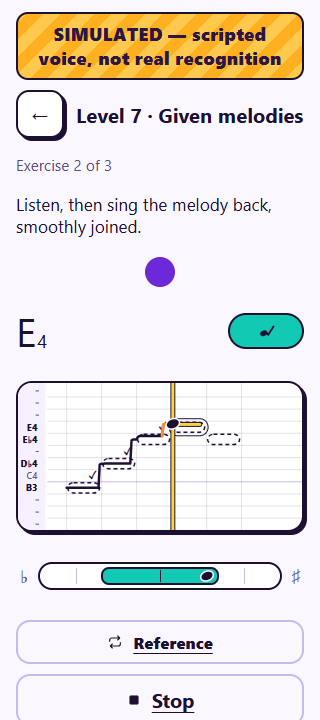 SIMULATED — scripted
voice, not real recognition
← Level 7 · Given melodies
Exercise 2 of 3
Listen, then sing the melody back,
smoothly joined.
E4
E4
E♭4
D♭4
C4
B3
♭ ♯
Reference
Stop